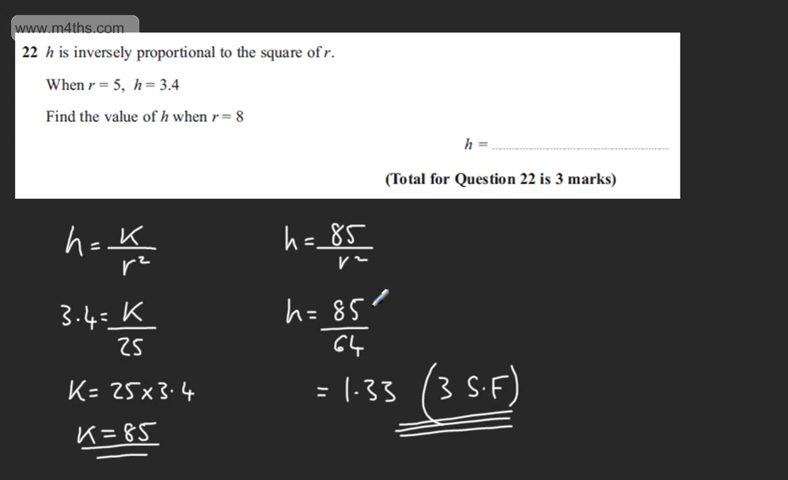 www.m4ths.com
22 h is inversely proportional to the square of r.
When r = 5, h = 3.4
Find the value of h when r = 8
h = ................................
(Total for Question 22 is 3 marks)
h = K/r²
3.4 = K/25
K = 25 × 3.4
K = 85
h = 85/r²
h = 85/64
= 1.33 (3 S.F)